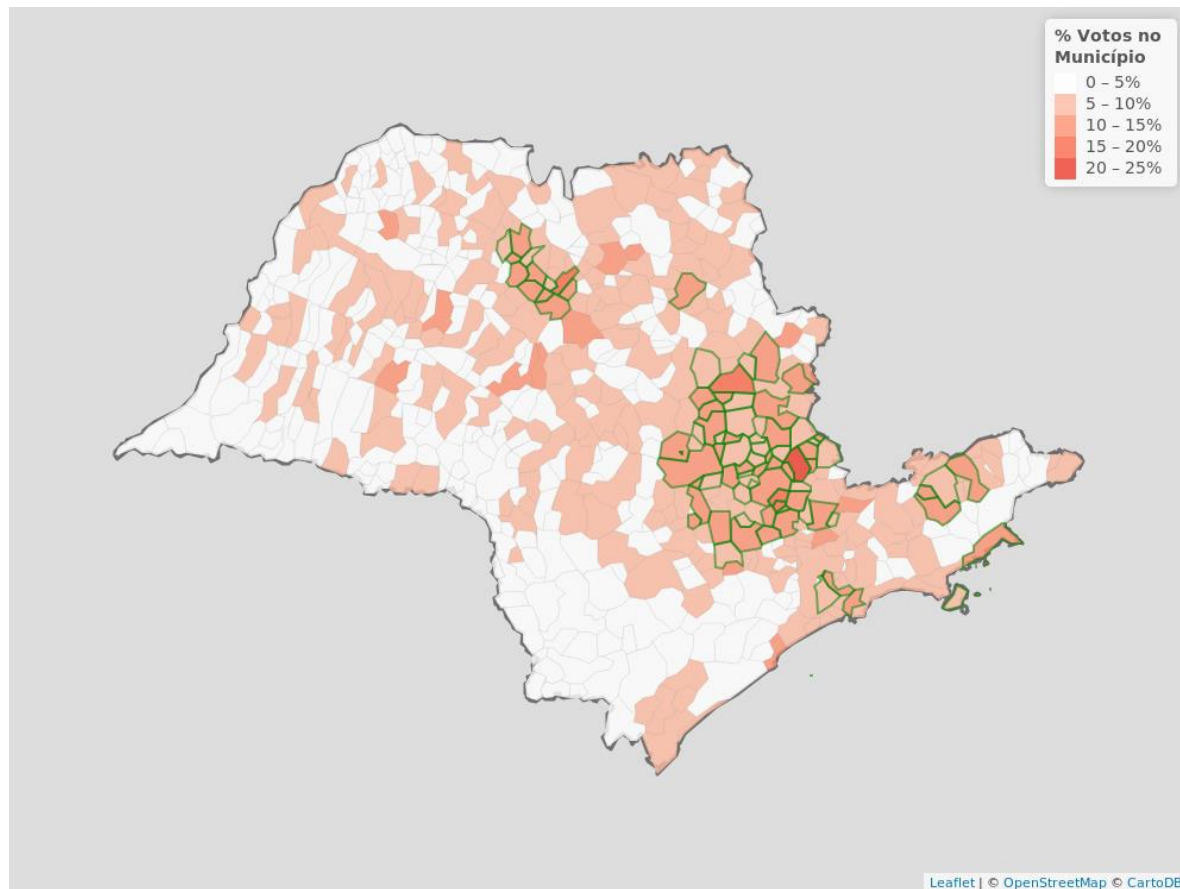 % Votos no
Município
0 – 5%
5 – 10%
10 – 15%
15 – 20%
20 – 25%
Leaflet | © OpenStreetMap © CartoDB